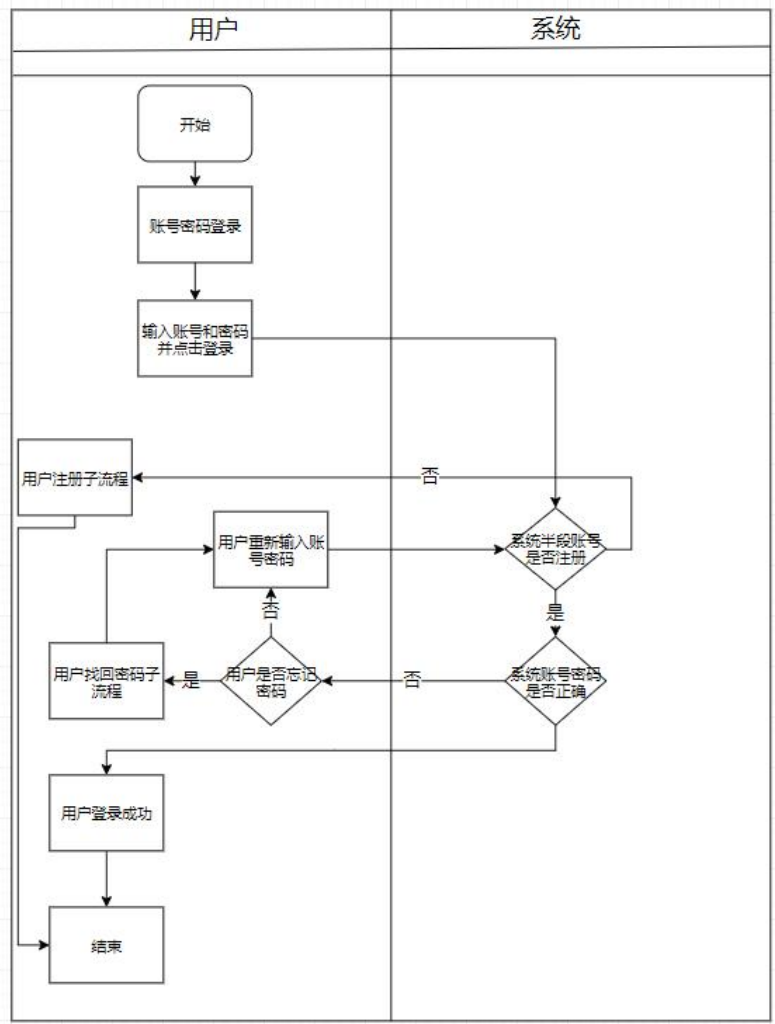 用户
系统
开始
账号密码登录
输入账号和密码
并点击登录
否
用户注册子流程
用户重新输入账
号密码
系统半段账号
是否注册
否
是
用户找回密码子
流程
是
用户是否忘记
密码
否
系统账号密码
是否正确
用户登录成功
结束